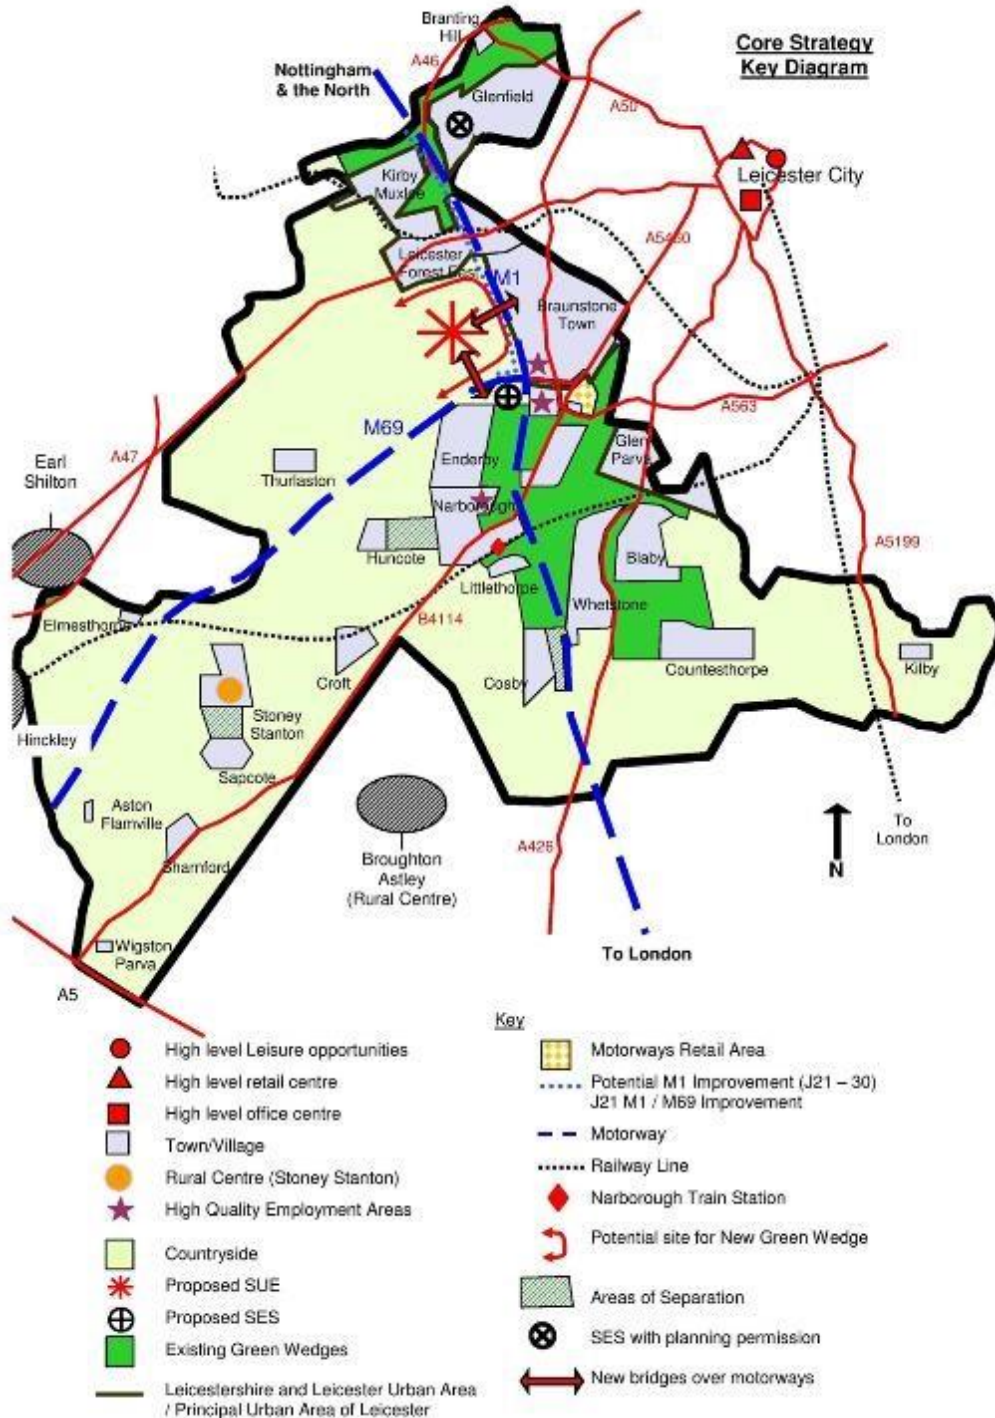 Branting
Hill
Core Strategy
Key Diagram
A46
Nottingham
& the North
Glenfield
A50
Kirby
Muxloe
Leicester City
A5460
Leicester
Forest East
M1
Braunstone
Town
A563
M69
Glen
Parva
Earl
Shilton
A47
Enderby
Thurlaston
Narborough
Huncote
Blaby
A5199
Littlethorpe
Whetstone
Elmesthorpe
B4114
Croft
Cosby
Countesthorpe
Kilby
Hinckley
Stoney
Stanton
Sapcote
Aston
Flamville
Sharnford
To
London
A426
N
Broughton
Astley
(Rural Centre)
To London
Wigston
Parva
A5
Key
High level Leisure opportunities
High level retail centre
High level office centre
Town/Village
Rural Centre (Stoney Stanton)
High Quality Employment Areas
Countryside
Proposed SUE
Proposed SES
Existing Green Wedges
Leicestershire and Leicester Urban Area
/ Principal Urban Area of Leicester
Motorways Retail Area
Potential M1 Improvement (J21 – 30)
J21 M1 / M69 Improvement
Motorway
Railway Line
Narborough Train Station
Potential site for New Green Wedge
Areas of Separation
SES with planning permission
New bridges over motorways